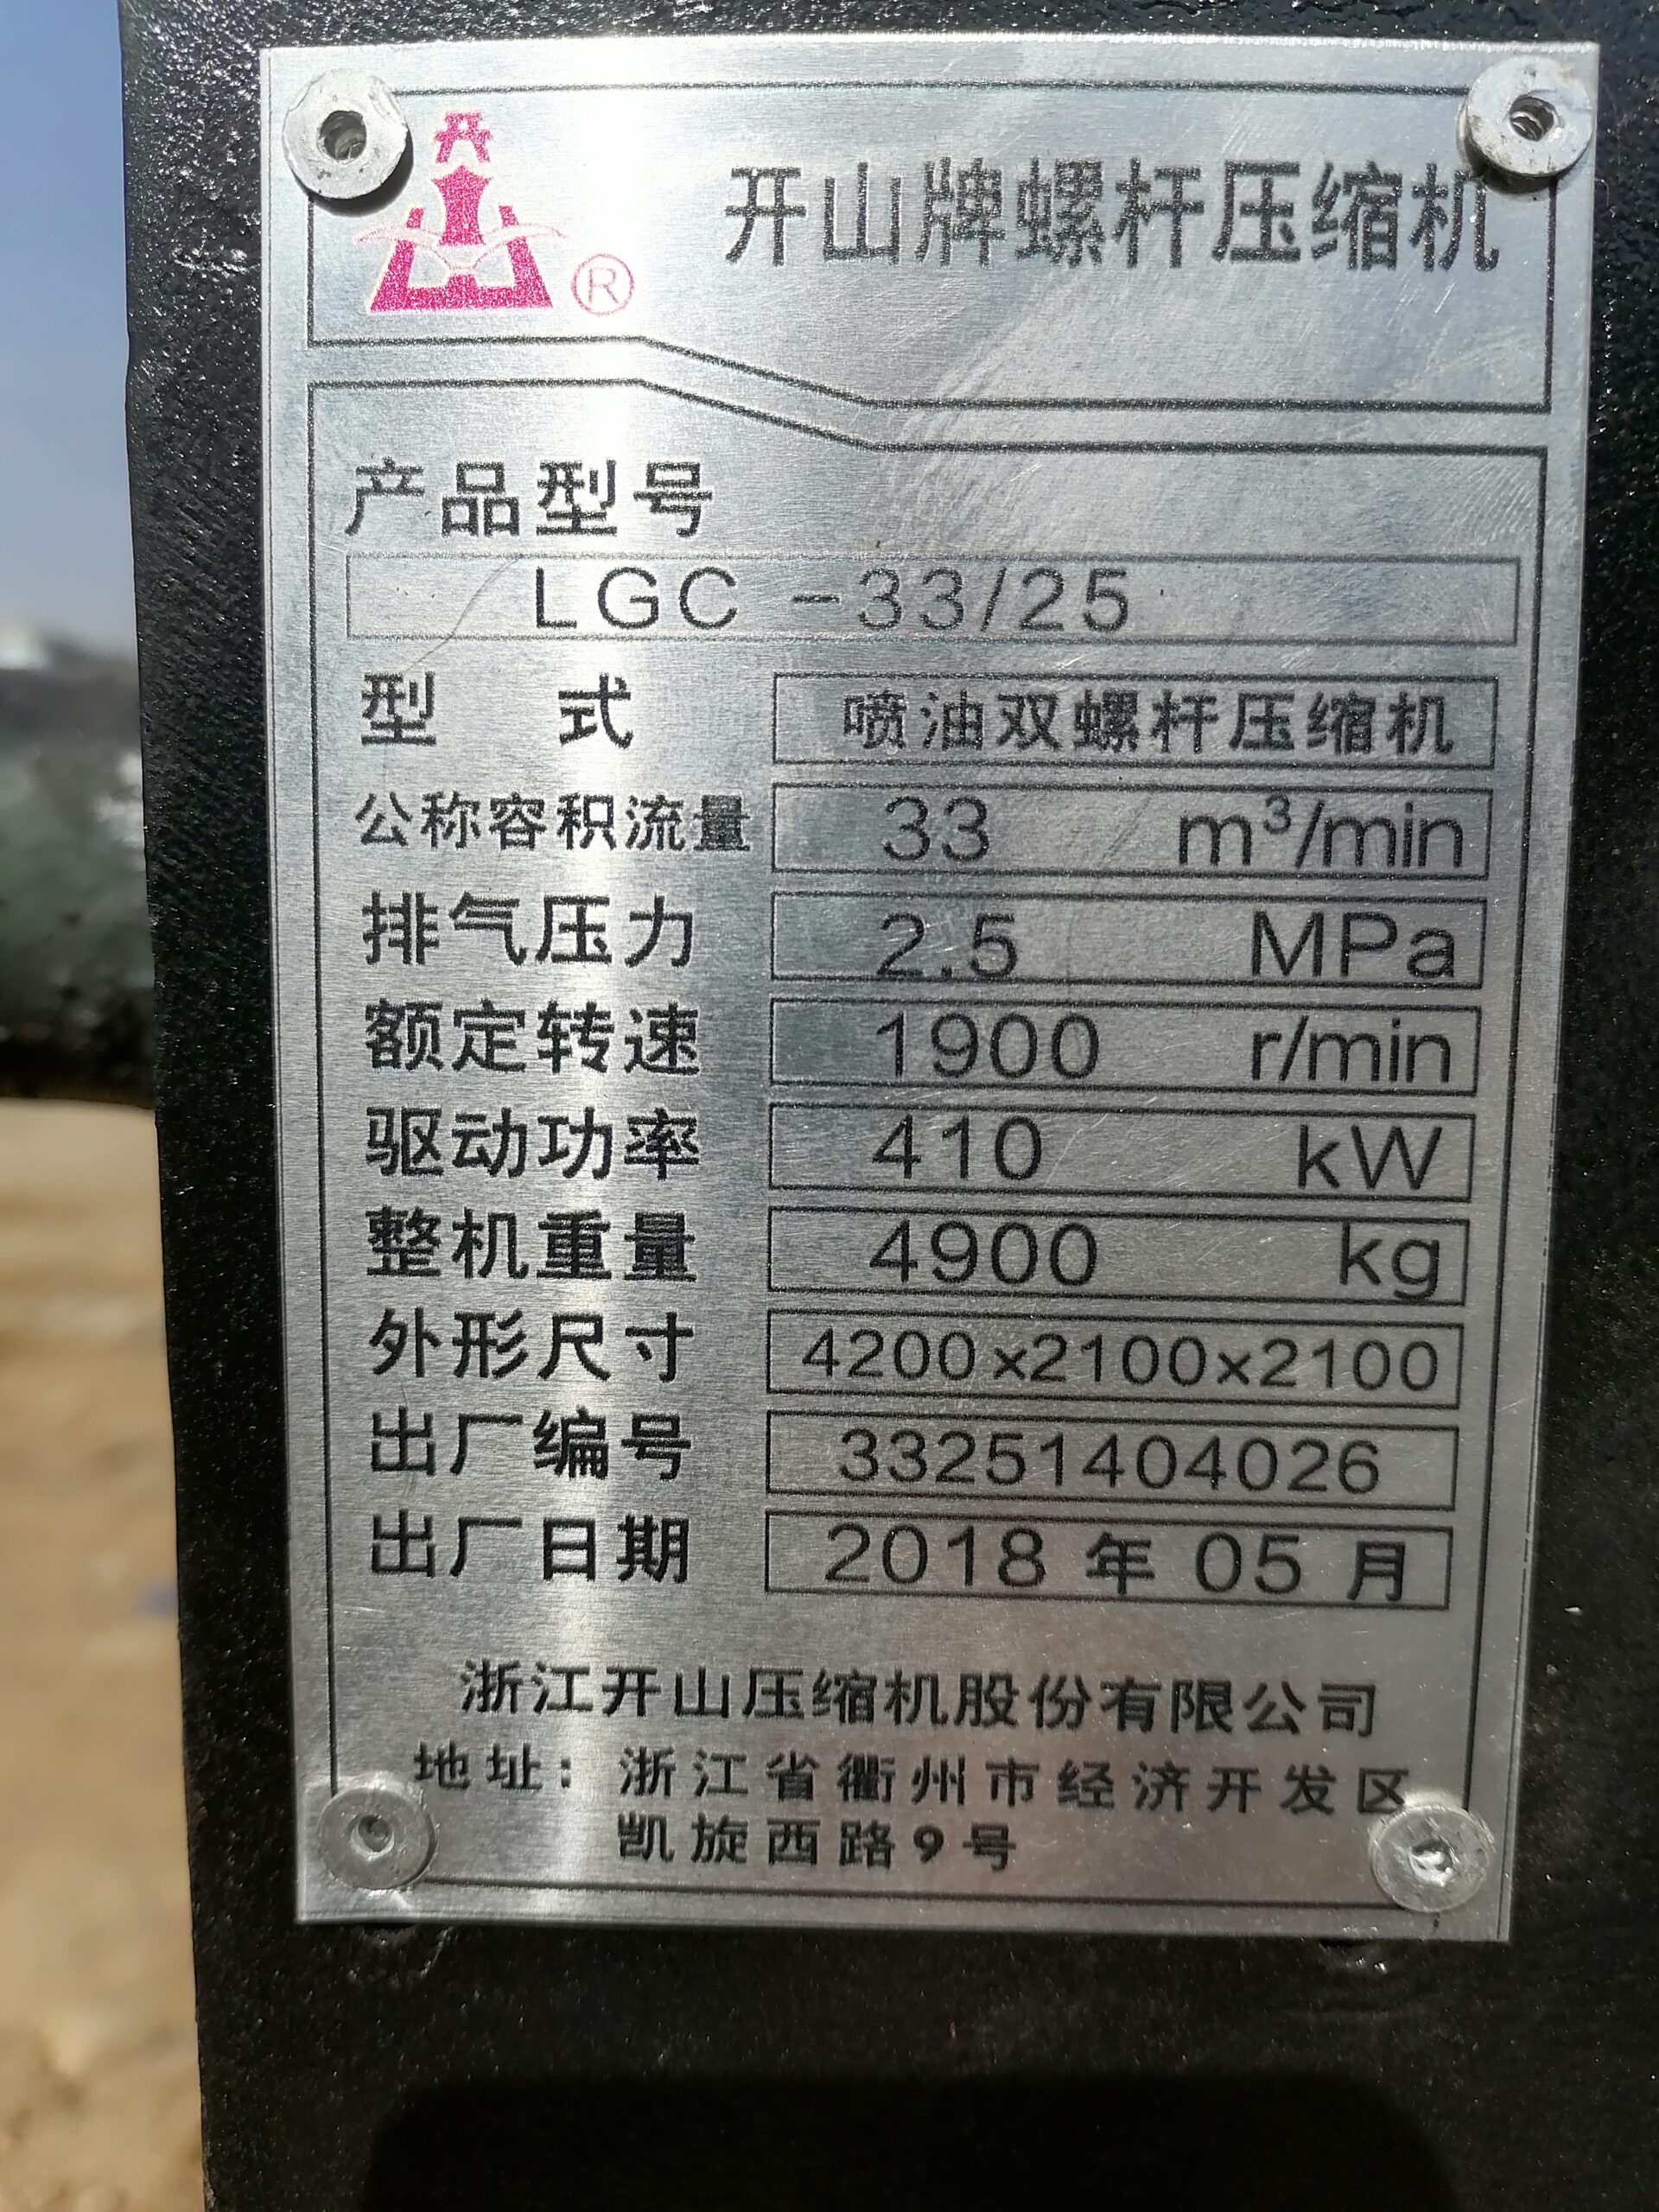 开山
®
开山牌螺杆压缩机
产品型号
LGC -33/25
型 式 喷油双螺杆压缩机
公称容积流量 33 m³/min
排气压力 2.5 MPa
额定转速 1900 r/min
驱动功率 410 kW
整机重量 4900 kg
外形尺寸 4200×2100×2100
出厂编号 33251404026
出厂日期 2018 年 05 月
浙江开山压缩机股份有限公司
地址：浙江省衢州市经济开发区
凯旋西路9号